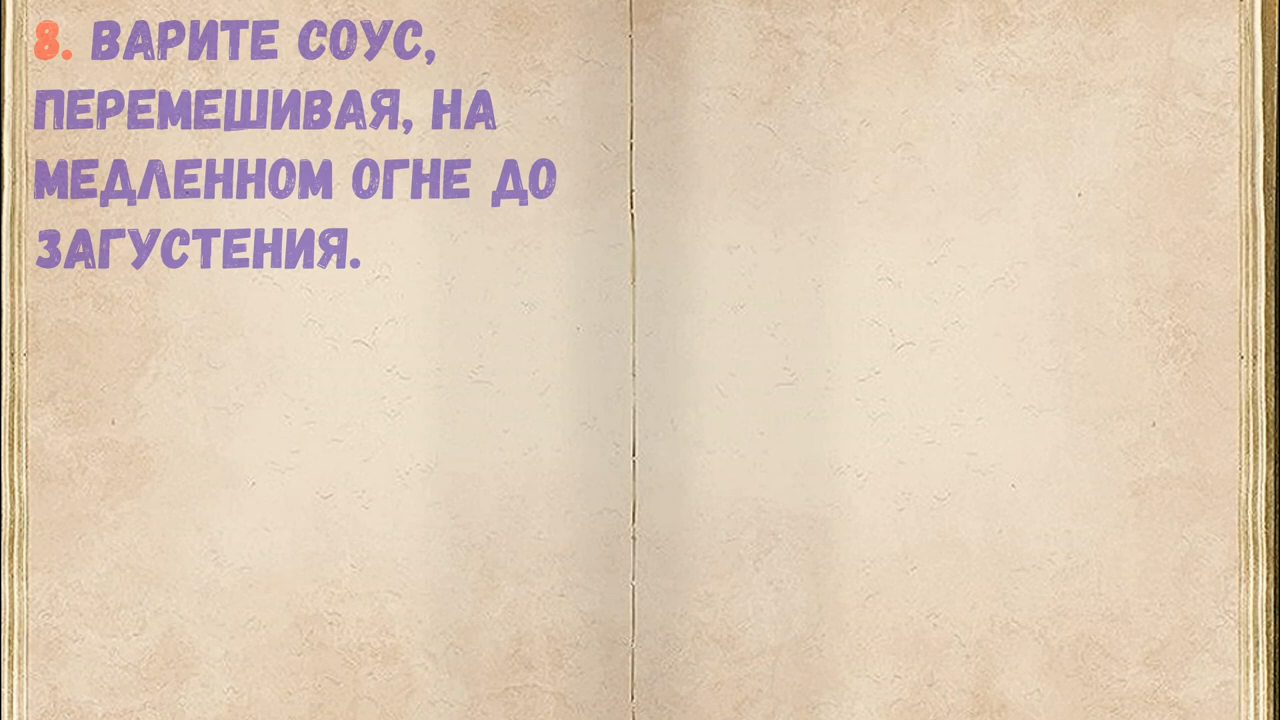 8. ВАРИТЕ СОУС,
ПЕРЕМЕШИВАЯ, НА
МЕДЛЕННОМ ОГНЕ ДО
ЗАГУСТЕНИЯ.